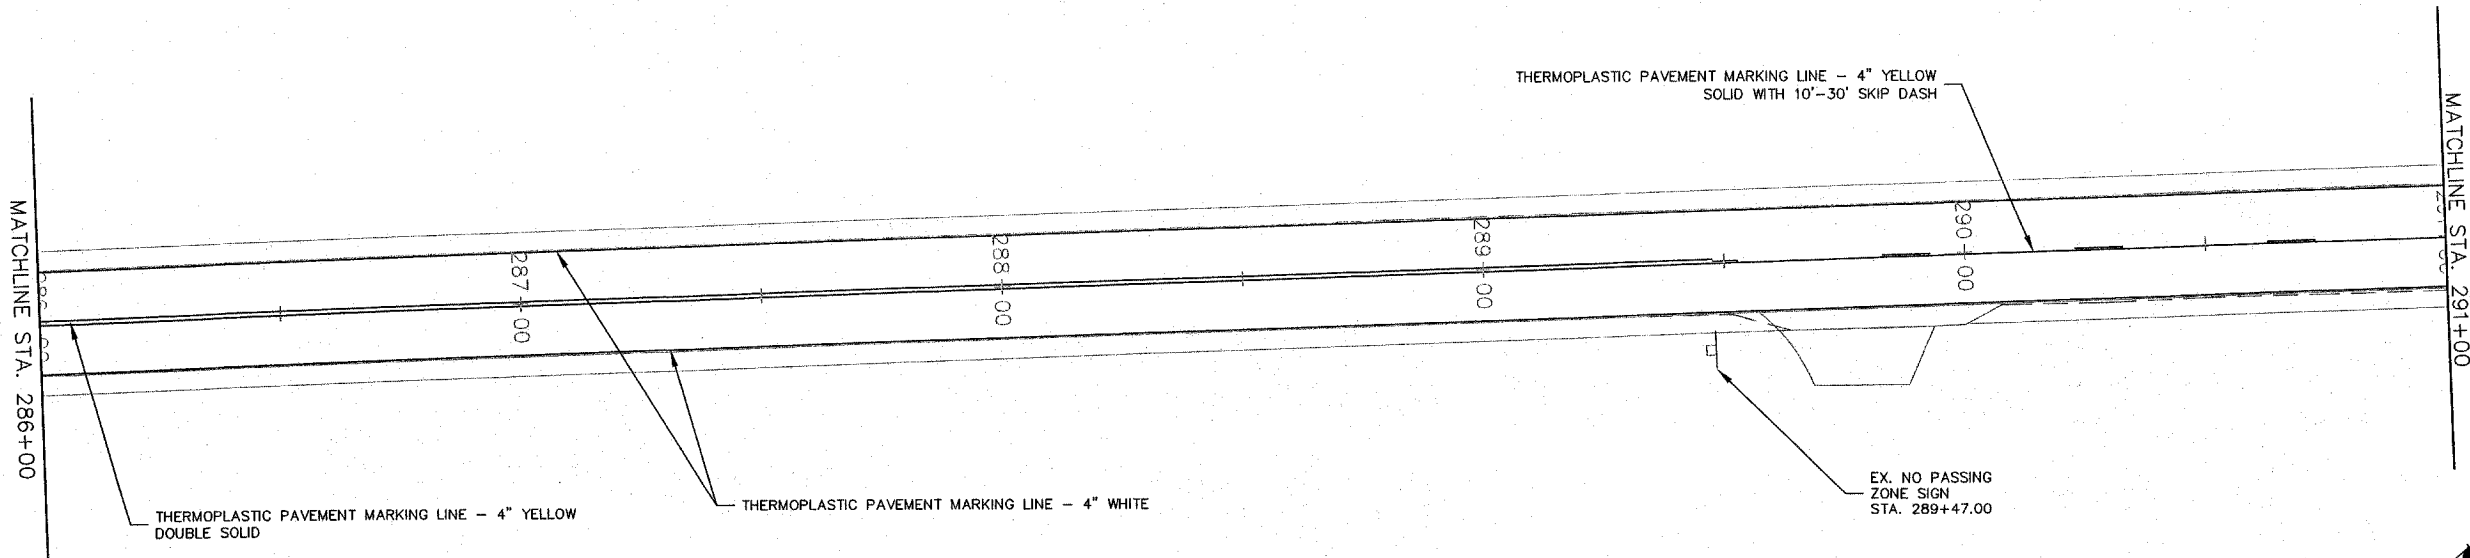 THERMOPLASTIC PAVEMENT MARKING LINE – 4" YELLOW
SOLID WITH 10'–30' SKIP DASH
MATCHLINE STA. 286+00
MATCHLINE STA. 291+00
287+00
288+00
289+00
290+00
THERMOPLASTIC PAVEMENT MARKING LINE – 4" YELLOW
DOUBLE SOLID
THERMOPLASTIC PAVEMENT MARKING LINE – 4" WHITE
EX. NO PASSING
ZONE SIGN
STA. 289+47.00